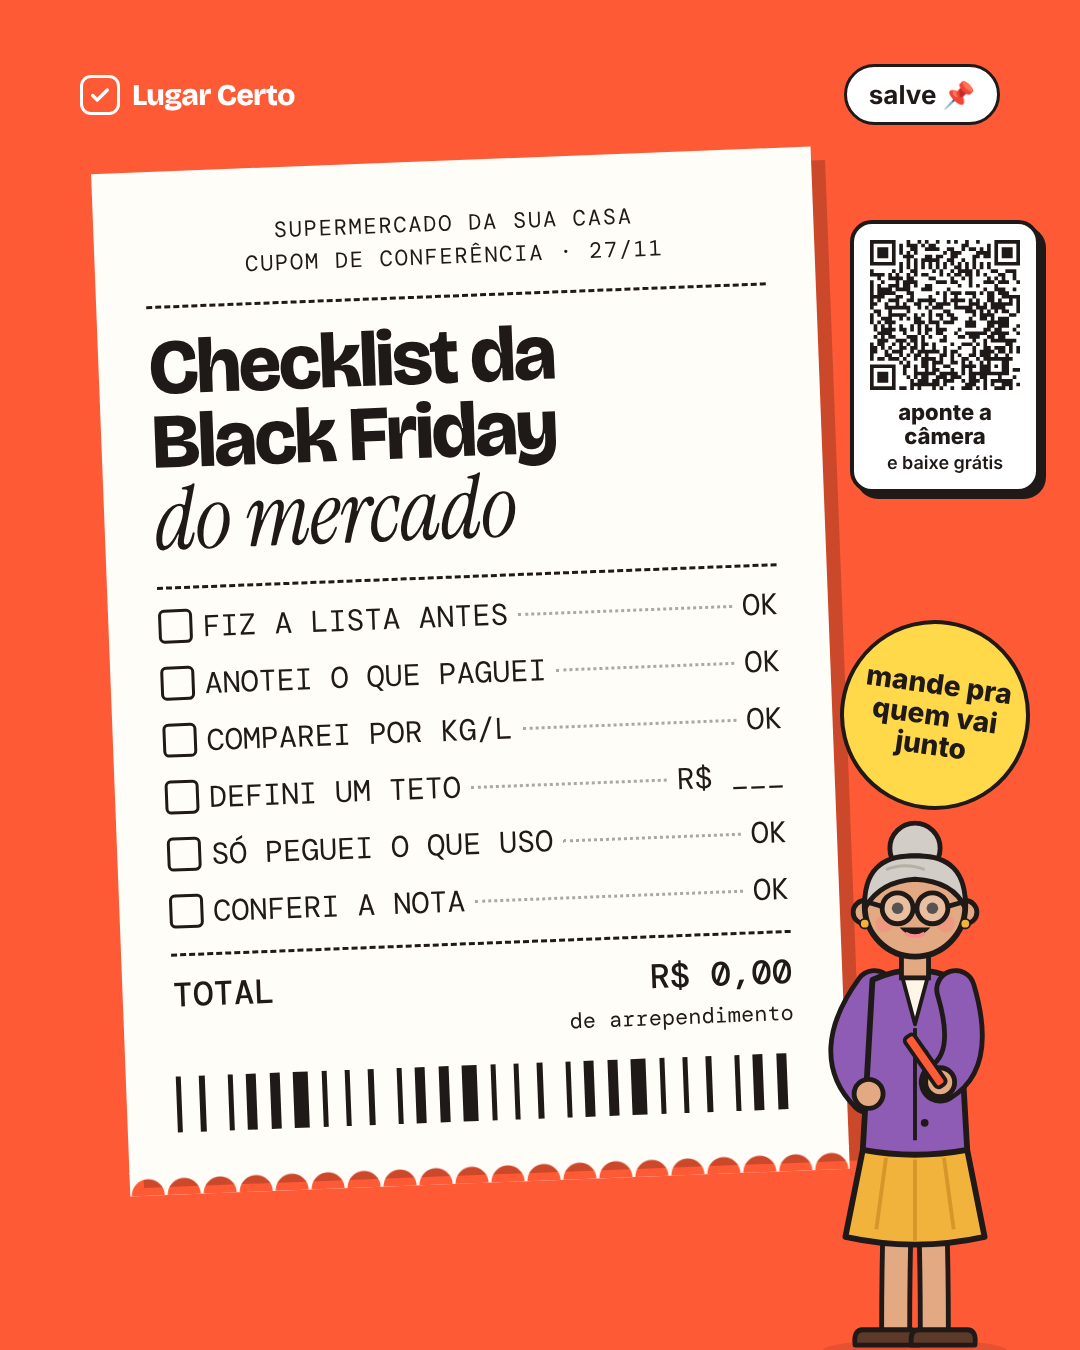 Lugar Certo
salve 📌
SUPERMERCADO DA SUA CASA
CUPOM DE CONFERÊNCIA · 27/11
Checklist da
Black Friday
do mercado
FIZ A LISTA ANTES OK
ANOTEI O QUE PAGUEI OK
COMPAREI POR KG/L OK
DEFINI UM TETO R$ ___
SÓ PEGUEI O QUE USO OK
CONFERI A NOTA OK
TOTAL R$ 0,00
de arrependimento
aponte a
câmera
e baixe grátis
mande pra
quem vai
junto